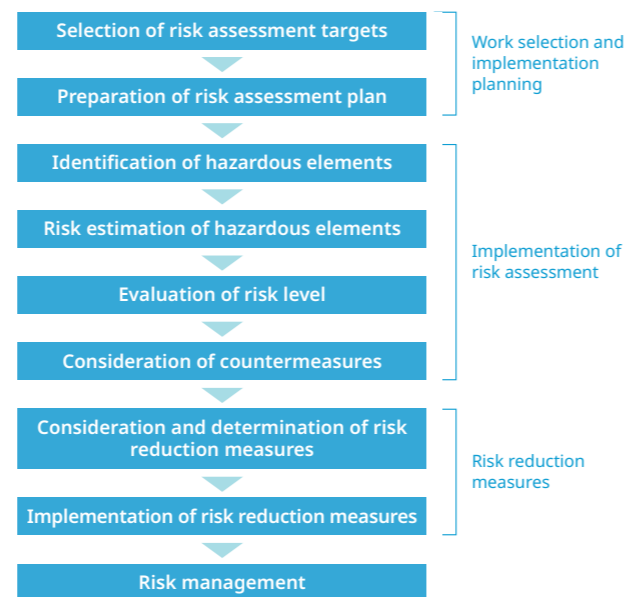 Selection of risk assessment targets
Preparation of risk assessment plan
Work selection and
implementation
planning
Identification of hazardous elements
Risk estimation of hazardous elements
Evaluation of risk level
Consideration of countermeasures
Implementation of
risk assessment
Consideration and determination of risk
reduction measures
Implementation of risk reduction measures
Risk reduction
measures
Risk management